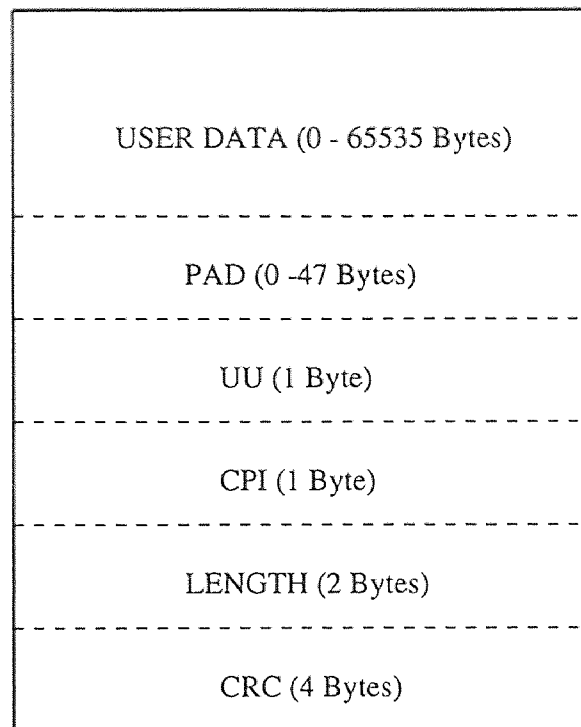 USER DATA (0 - 65535 Bytes)
PAD (0 -47 Bytes)
UU (1 Byte)
CPI (1 Byte)
LENGTH (2 Bytes)
CRC (4 Bytes)